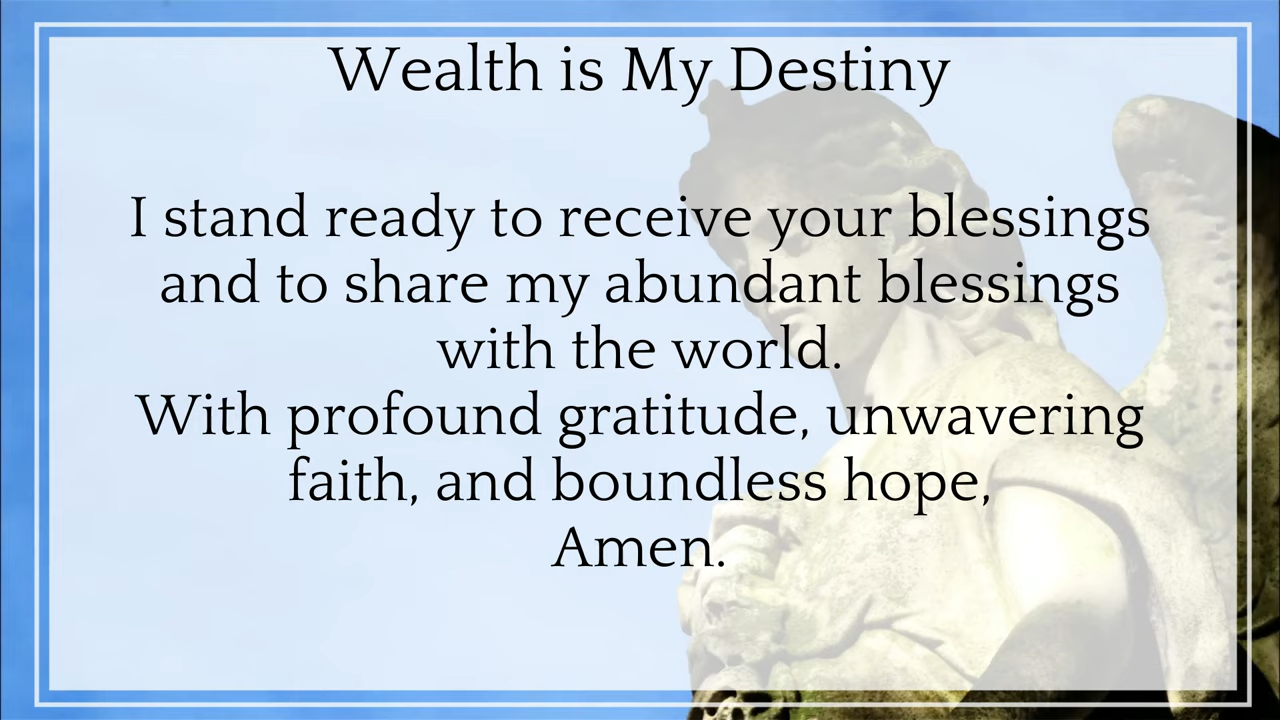 Wealth is My Destiny
I stand ready to receive your blessings
and to share my abundant blessings
with the world.
With profound gratitude, unwavering
faith, and boundless hope,
Amen.